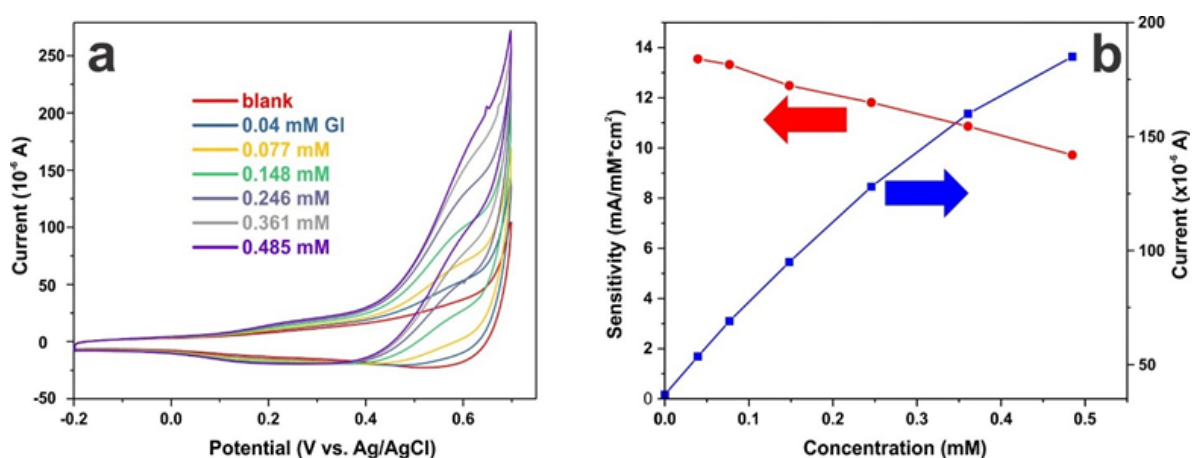 a
250
200
150
100
50
0
-50
Current (10⁻⁶ A)
blank
0.04 mM Gl
0.077 mM
0.148 mM
0.246 mM
0.361 mM
0.485 mM
-0.2
0.0
0.2
0.4
0.6
Potential (V vs. Ag/AgCl)
b
14
12
10
8
6
4
2
0
Sensitivity (mA/mM*cm²)
200
150
100
50
Current (x10⁻⁶ A)
0.0
0.1
0.2
0.3
0.4
0.5
Concentration (mM)